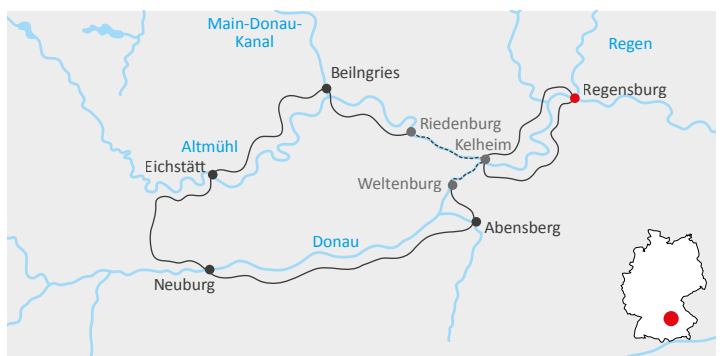 Main-Donau-
Kanal
Regen
Beilngries
Regensburg
Riedenburg
Altmühl
Kelheim
Eichstätt
Weltenburg
Abensberg
Donau
Neuburg